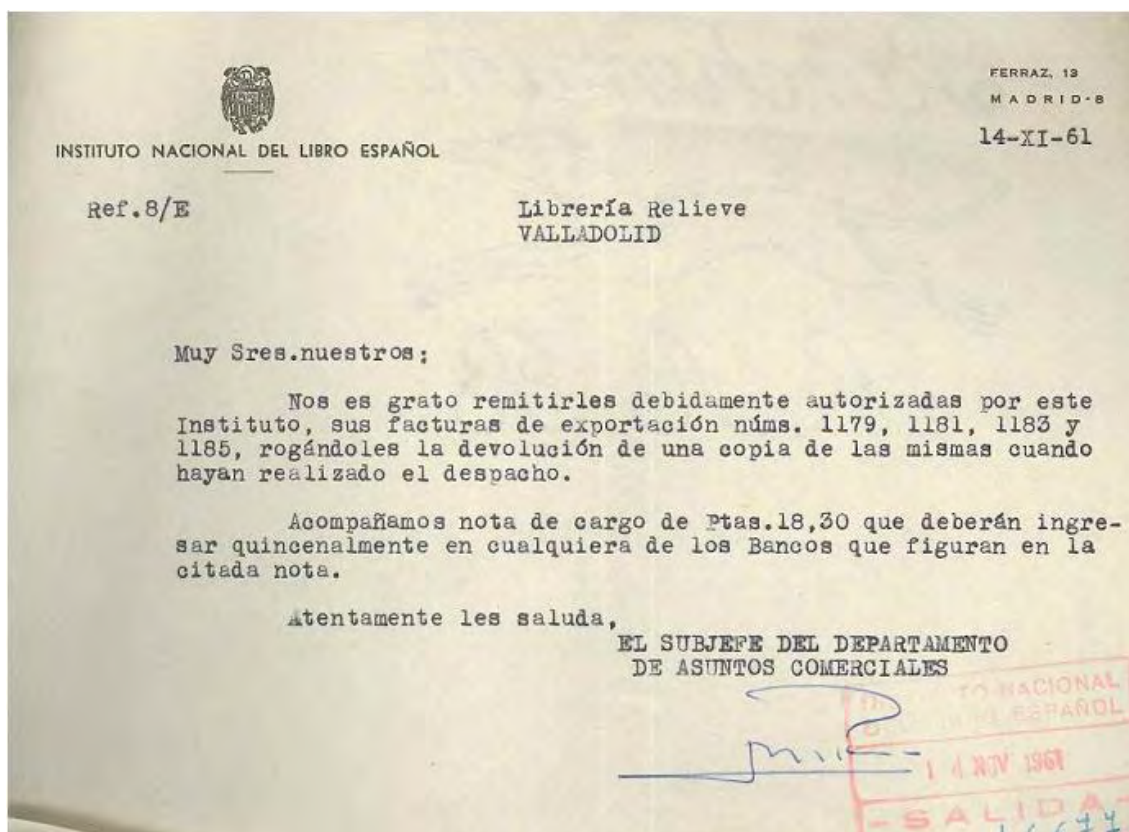 FERRAZ, 13
MADRID-8
14-XI-61
INSTITUTO NACIONAL DEL LIBRO ESPAÑOL
Ref.8/E
Librería Relieve
VALLADOLID
Muy Sres.nuestros:
Nos es grato remitirles debidamente autorizadas por este
Instituto, sus facturas de exportación núms. 1179, 1181, 1183 y
1185, rogándoles la devolución de una copia de las mismas cuando
hayan realizado el despacho.
Acompañamos nota de cargo de Ptas.18,30 que deberán ingre-
sar quincenalmente en cualquiera de los Bancos que figuran en la
citada nota.
Atentamente les saluda,
EL SUBJEFE DEL DEPARTAMENTO
DE ASUNTOS COMERCIALES
NACIONAL
ESPAÑOL
14 NOV 1961
-SALIDA-